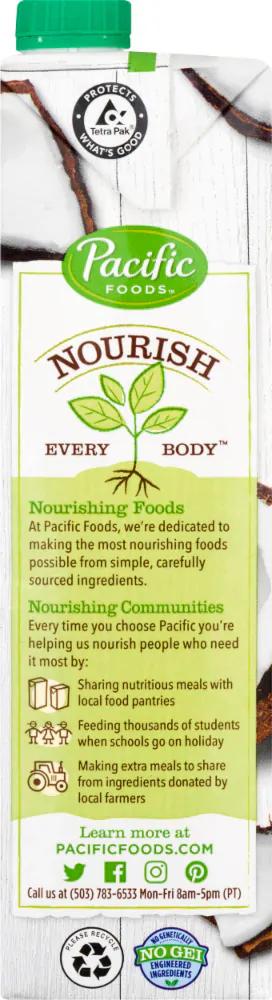 PROTECTS
Tetra Pak®
WHAT'S GOOD
Pacific
FOODS™
NOURISH
EVERY BODY™
Nourishing Foods
At Pacific Foods, we're dedicated to
making the most nourishing foods
possible from simple, carefully
sourced ingredients.
Nourishing Communities
Every time you choose Pacific you're
helping us nourish people who need
it most by:
Sharing nutritious meals with
local food pantries
Feeding thousands of students
when schools go on holiday
Making extra meals to share
from ingredients donated by
local farmers
Learn more at
PACIFICFOODS.COM
Call us at (503) 783-6533 Mon-Fri 8am-5pm (PT)
PLEASE RECYCLE
NO GENETICALLY
NO GEI
ENGINEERED
INGREDIENTS